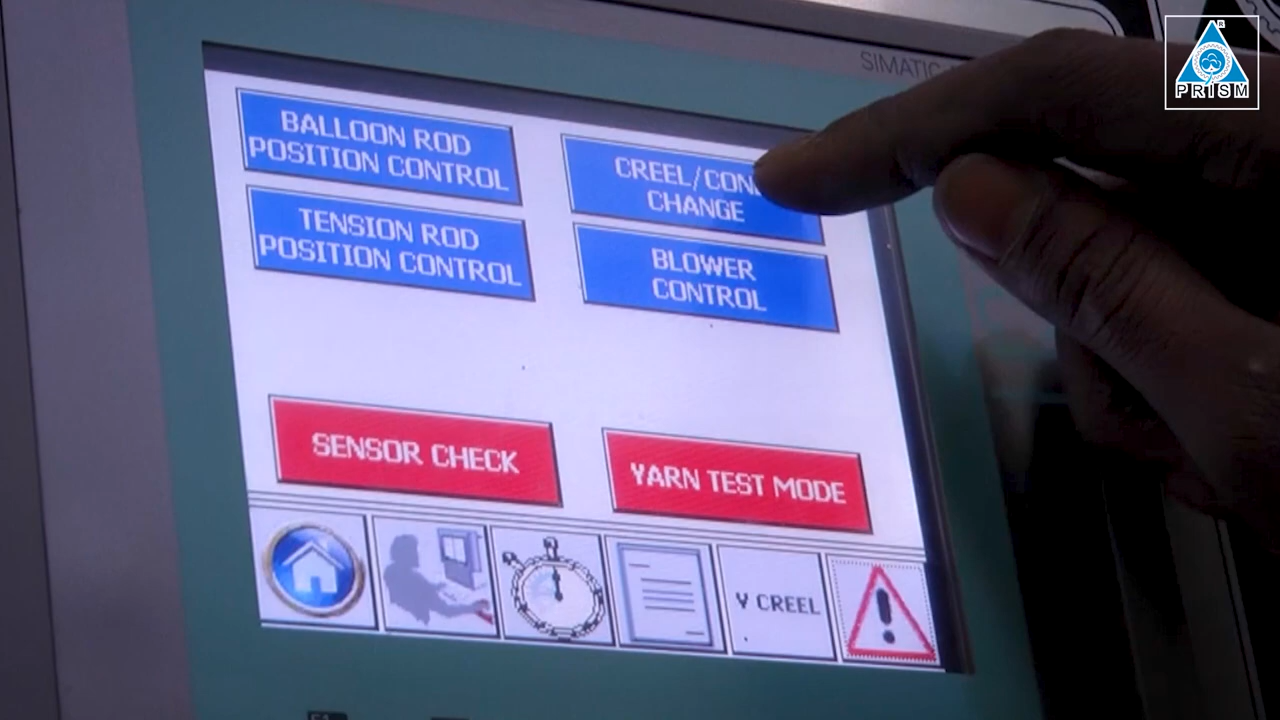 SIMATIC
PRISM
BALLOON ROD
POSITION CONTROL
CREEL/CON
CHANGE
TENSION ROD
POSITION CONTROL
BLOWER
CONTROL
SENSOR CHECK
YARN TEST MODE
Y CREEL